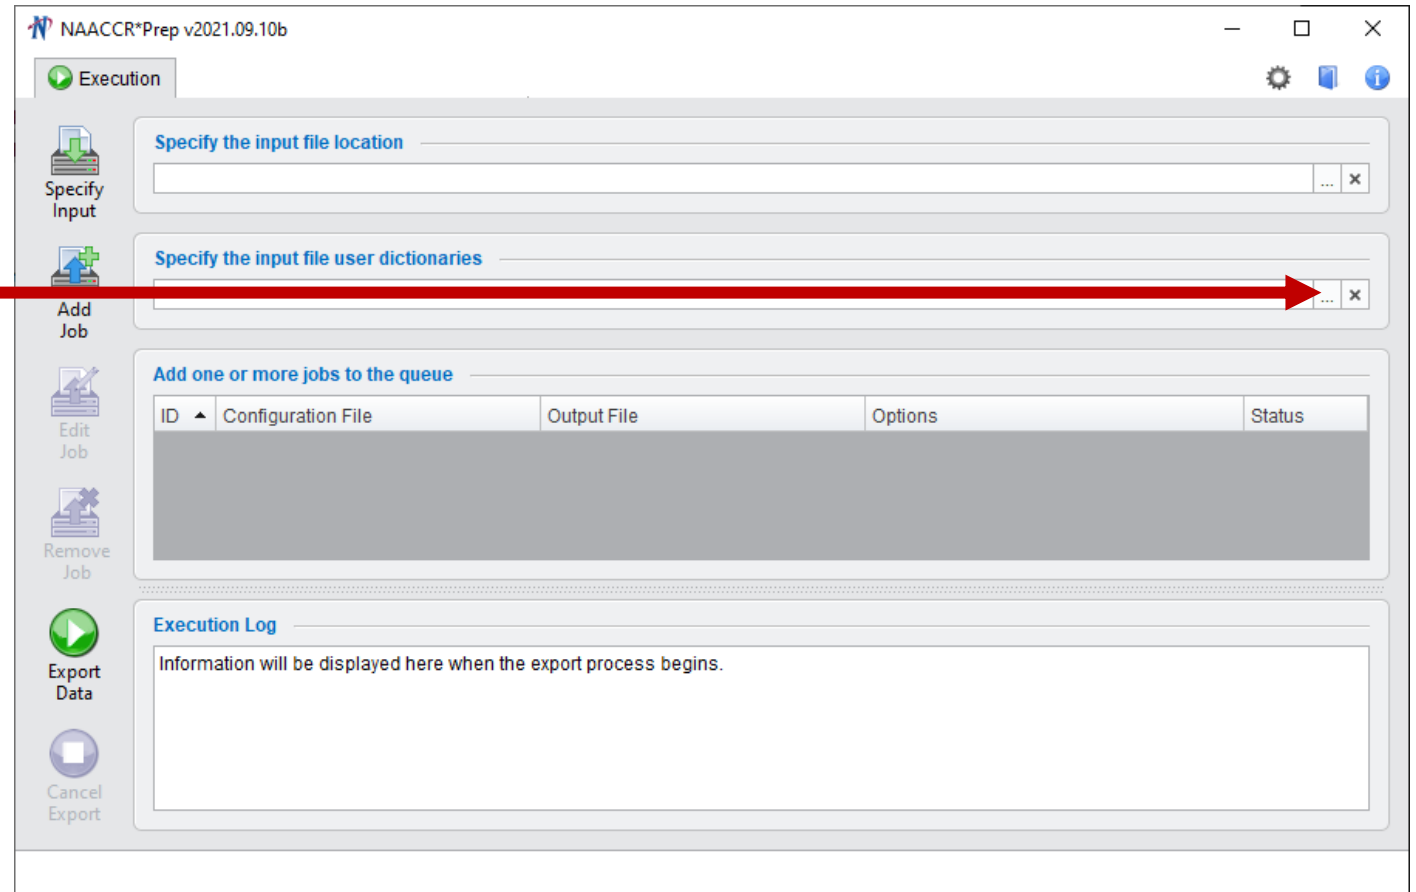 NAACCR*Prep v2021.09.10b
Execution
Specify the input file location
...
Specify
Input
Specify the input file user dictionaries
...
Add
Job
Add one or more jobs to the queue
ID Configuration File Output File Options Status
Edit
Job
Remove
Job
Execution Log
Information will be displayed here when the export process begins.
Export
Data
Cancel
Export